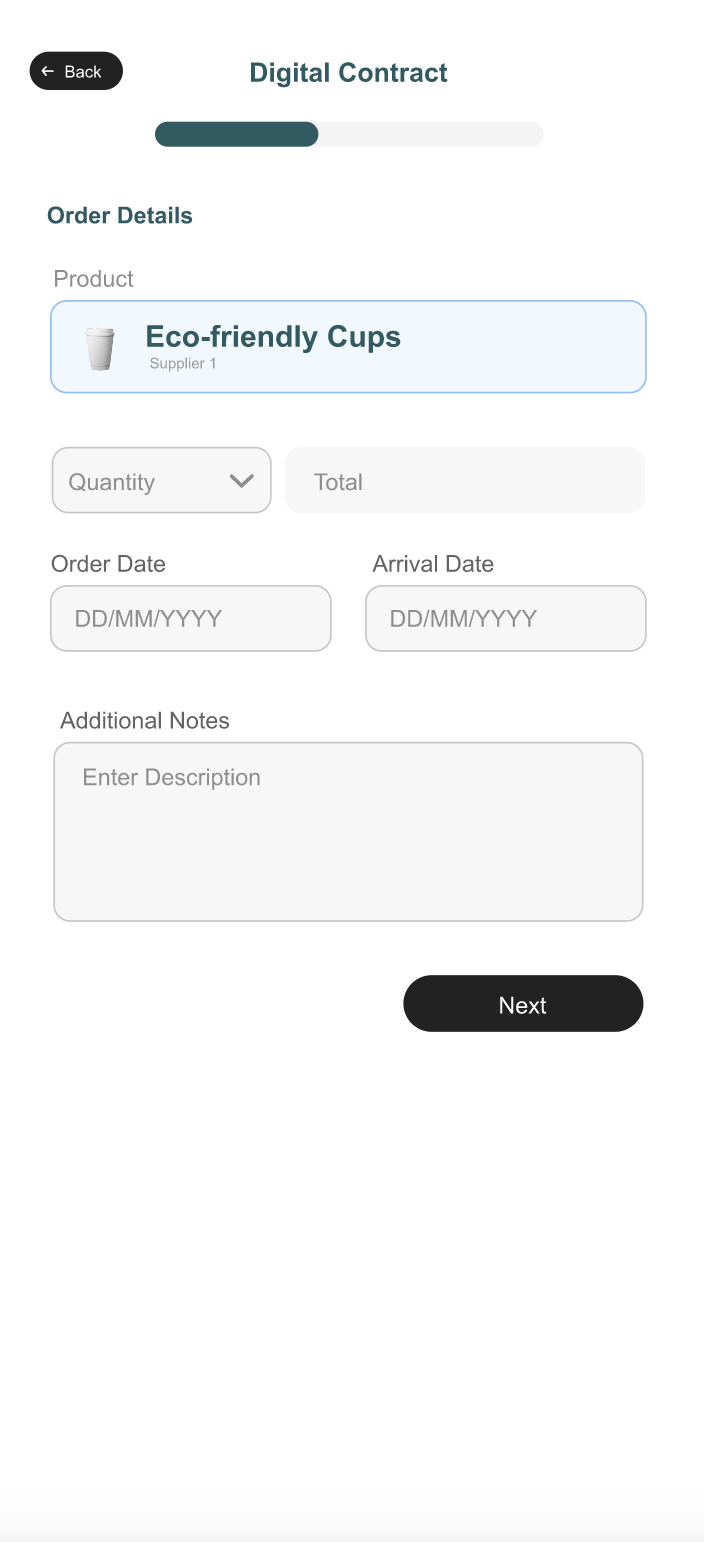 Back
Digital Contract
Order Details
Product
Eco-friendly Cups
Supplier 1
Quantity
Total
Order Date
Arrival Date
DD/MM/YYYY
DD/MM/YYYY
Additional Notes
Enter Description
Next